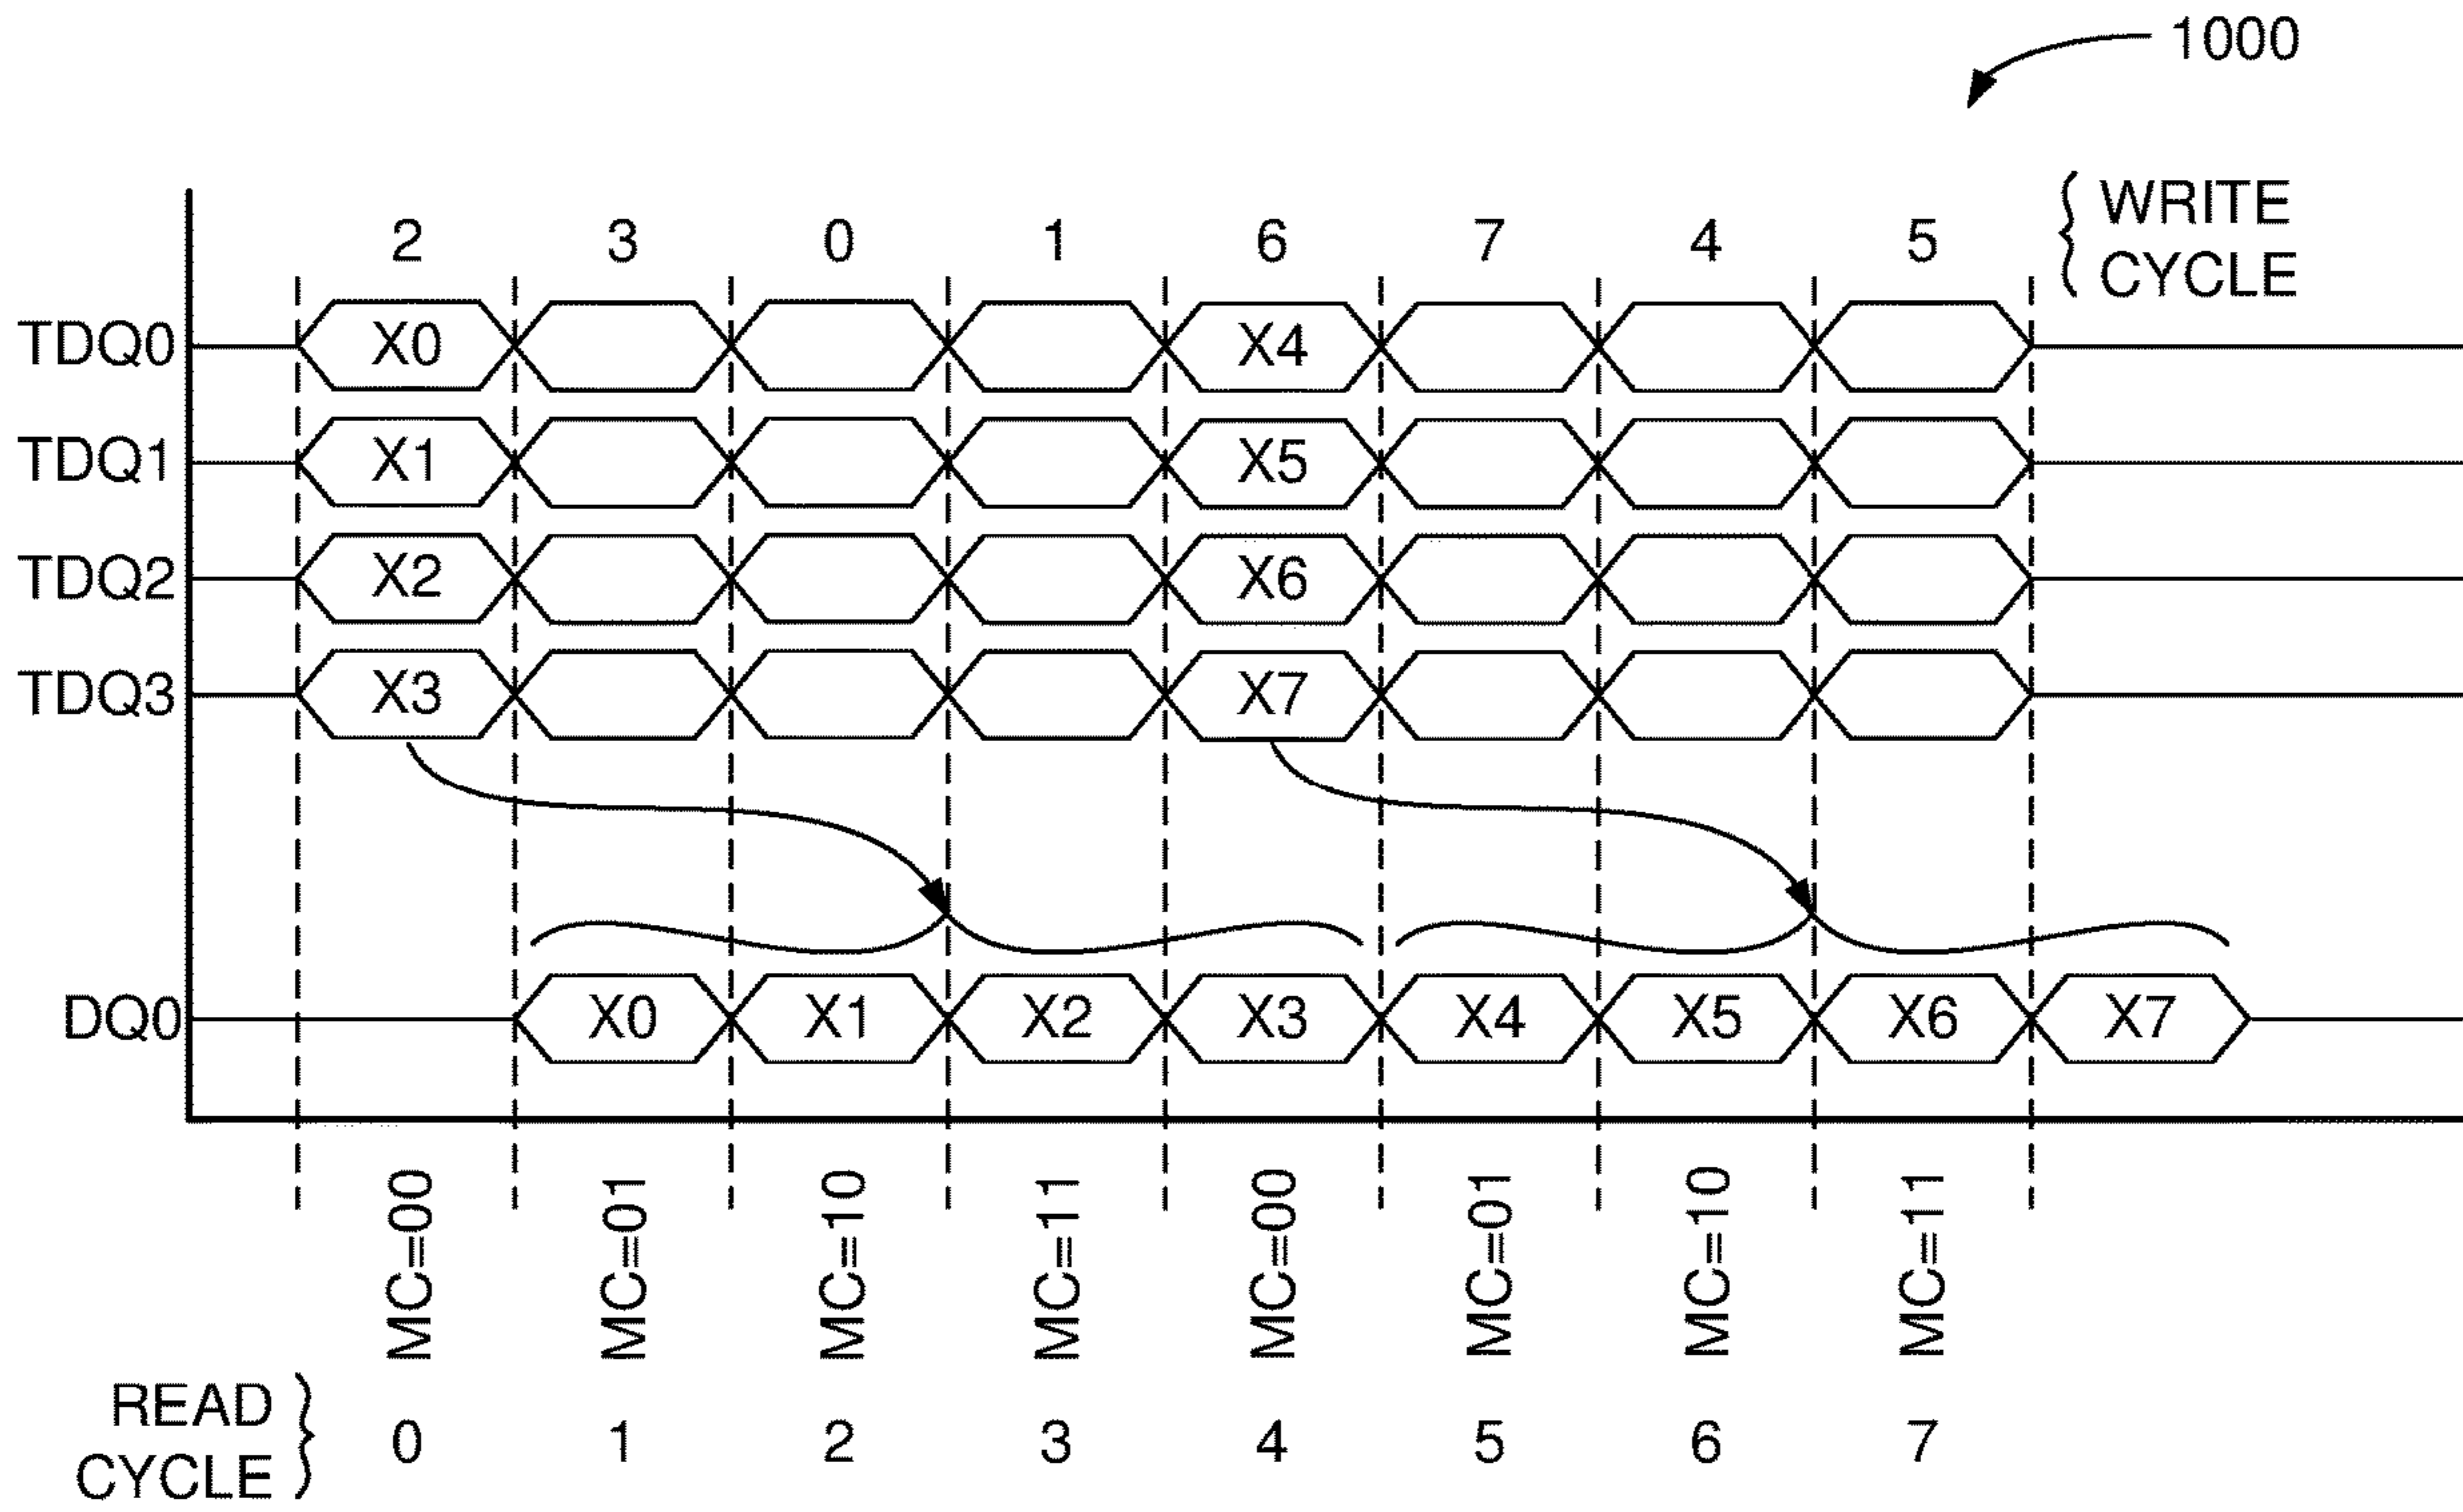 1000
WRITE
CYCLE
2 3 0 1 6 7 4 5
TDQ0 X0 X4
TDQ1 X1 X5
TDQ2 X2 X6
TDQ3 X3 X7
DQ0 X0 X1 X2 X3 X4 X5 X6 X7
MC=00 MC=01 MC=10 MC=11 MC=00 MC=01 MC=10 MC=11
READ
CYCLE
0 1 2 3 4 5 6 7